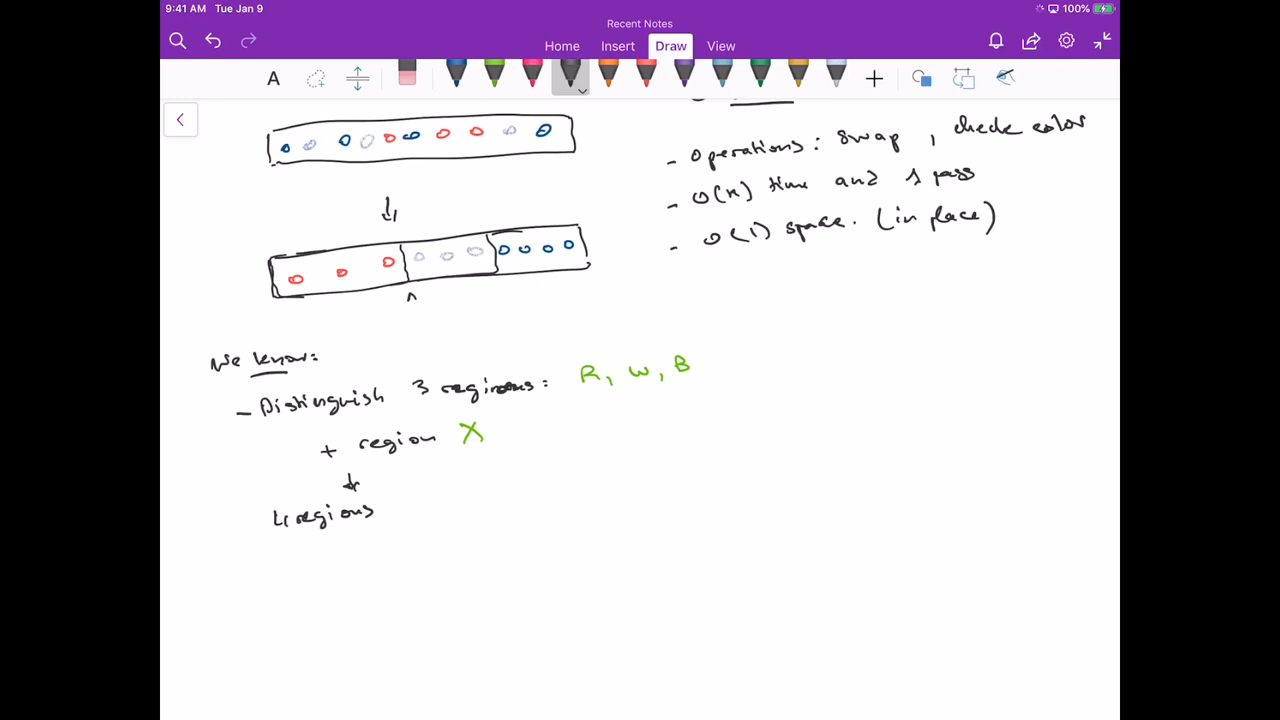 9:41 AM Tue Jan 9
100%
Recent Notes
Home Insert Draw View
A
- Operations: Swap, check color
- O(n) time and 1 pass
- O(1) space. (in place)
We know:
- Distinguish 3 regions: R, W, B
+ region X
4 regions